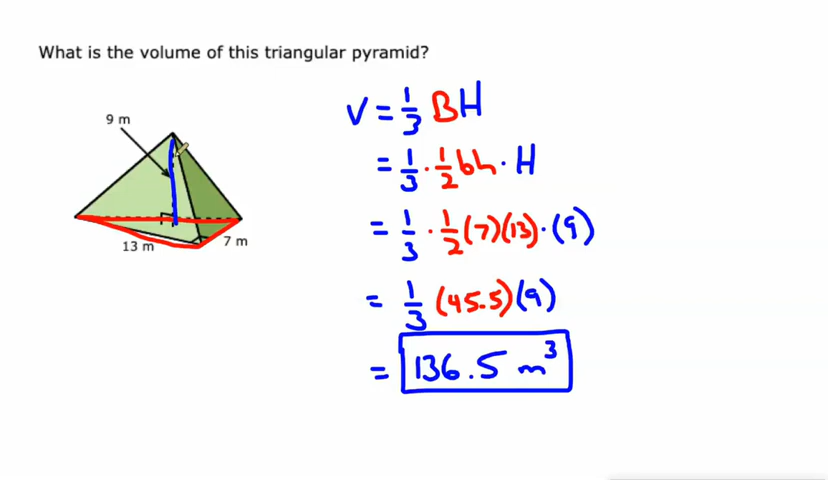 What is the volume of this triangular pyramid?
9 m
13 m
7 m
V = 1/3 BH
= 1/3 · 1/2 bh · H
= 1/3 · 1/2 (7)(13) · (9)
= 1/3 (45.5)(9)
= 136.5 m³